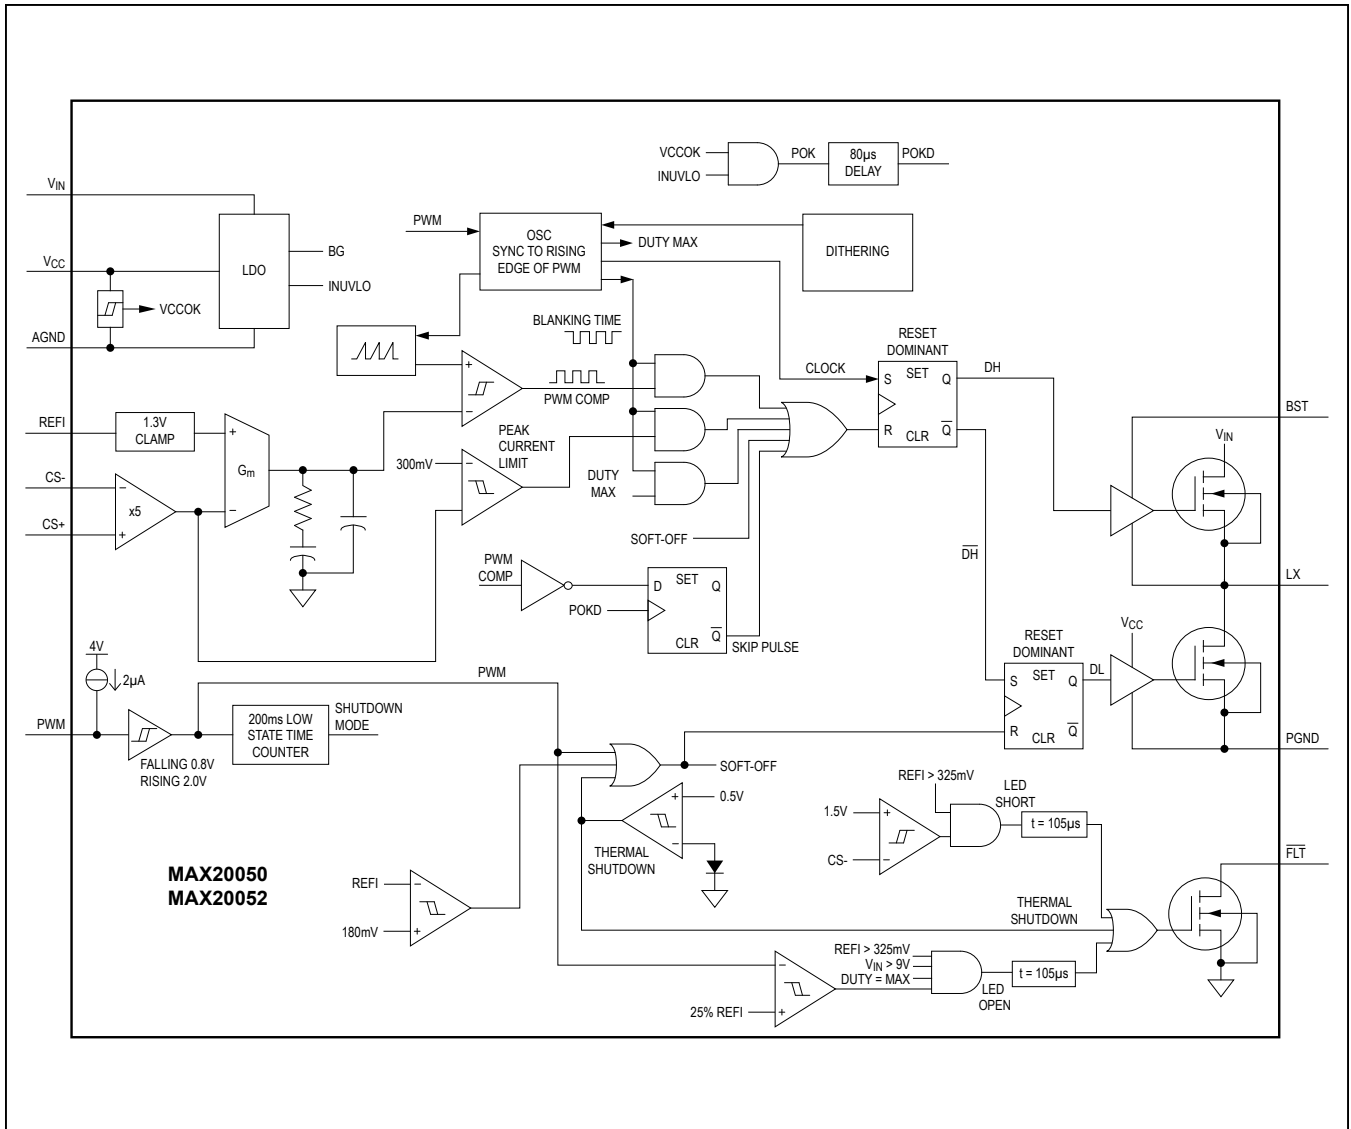 VCCOK
INUVLO
POK
80µs
DELAY
POKD
VIN
VCC
AGND
LDO
BG
INUVLO
VCCOK
PWM
OSC
SYNC TO RISING
EDGE OF PWM
DUTY MAX
DITHERING
BLANKING TIME
PWM COMP
+
−
CLOCK
RESET
DOMINANT
S
SET
Q
R
CLR
Q
DH
BST
VIN
REFI
1.3V
CLAMP
+
Gm
−
CS-
CS+
−
x5
+
300mV
−
PEAK
CURRENT
LIMIT
DUTY
MAX
SOFT-OFF
PWM
COMP
POKD
D
SET
Q
CLR
Q
SKIP PULSE
DH
LX
VCC
RESET
DOMINANT
S
SET
Q
R
CLR
Q
DL
PGND
4V
2µA
PWM
FALLING 0.8V
RISING 2.0V
200ms LOW
STATE TIME
COUNTER
SHUTDOWN
MODE
PWM
SOFT-OFF
+
0.5V
−
THERMAL
SHUTDOWN
REFI > 325mV
1.5V
+
CS-
−
LED
SHORT
t = 105µs
FLT
MAX20050
MAX20052
REFI
−
180mV
+
THERMAL
SHUTDOWN
REFI > 325mV
VIN > 9V
DUTY = MAX
−
25% REFI
+
LED
OPEN
t = 105µs